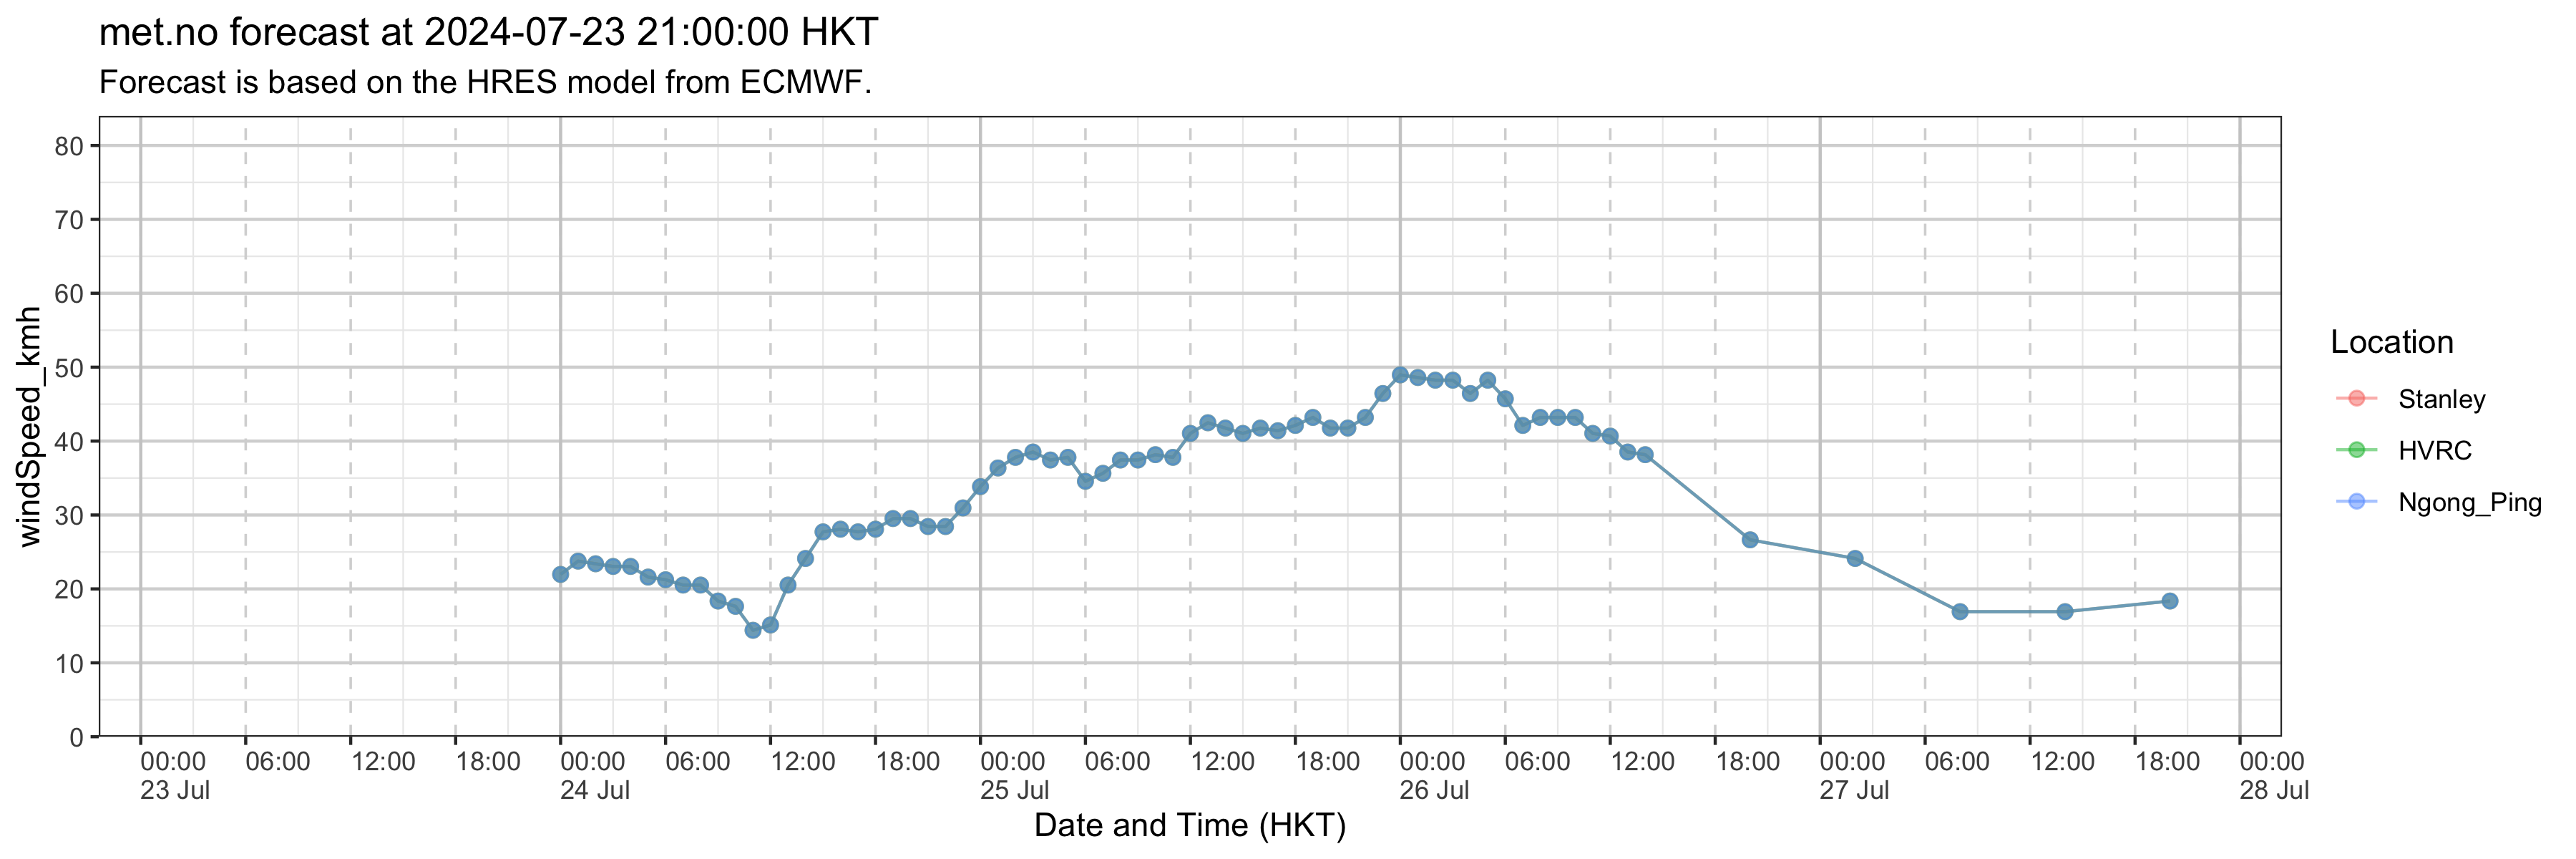 met.no forecast at 2024-07-23 21:00:00 HKT
Forecast is based on the HRES model from ECMWF.
windSpeed_kmh
80
70
60
50
40
30
20
10
0
00:00 06:00 12:00 18:00 00:00 06:00 12:00 18:00 00:00 06:00 12:00 18:00 00:00 06:00 12:00 18:00 00:00 06:00 12:00 18:00 00:00
23 Jul 24 Jul 25 Jul 26 Jul 27 Jul 28 Jul
Date and Time (HKT)
Location
Stanley
HVRC
Ngong_Ping